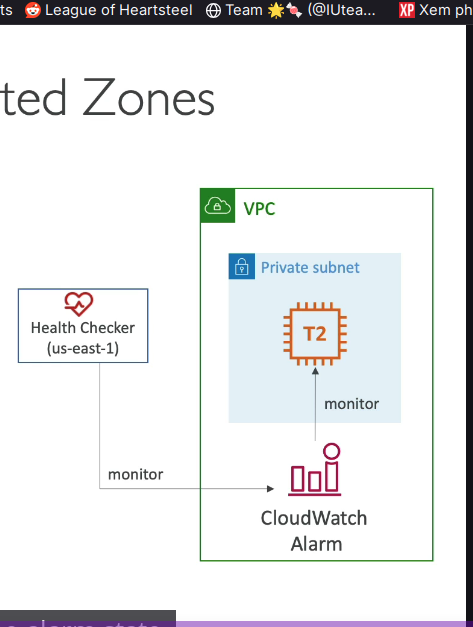 ts League of Heartsteel Team 🌟🍬 (@IUtea... XP Xem ph
ted Zones
VPC
Private subnet
T2
Health Checker
(us-east-1)
monitor
monitor
CloudWatch
Alarm